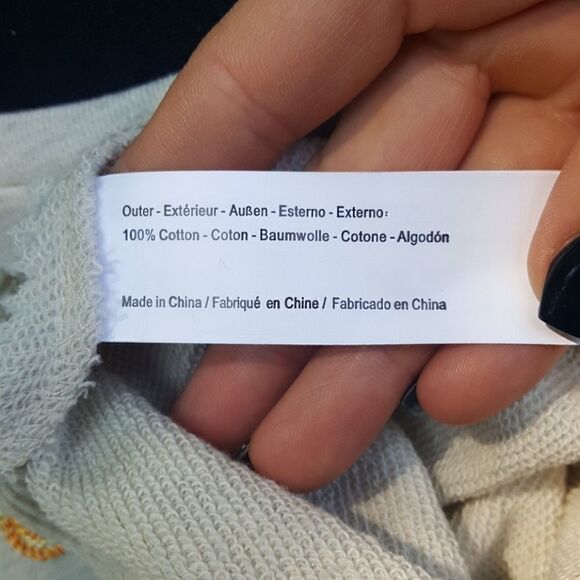 Outer - Extérieur - Außen - Esterno - Externo:
100% Cotton - Coton - Baumwolle - Cotone - Algodón
Made in China / Fabriqué en Chine / Fabricado en China